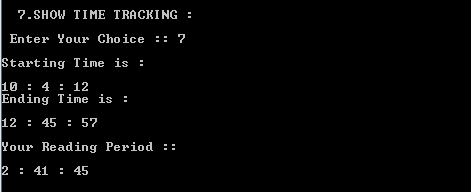 7.SHOW TIME TRACKING :
Enter Your Choice :: 7
Starting Time is :
10 : 4 : 12
Ending Time is :
12 : 45 : 57
Your Reading Period ::
2 : 41 : 45